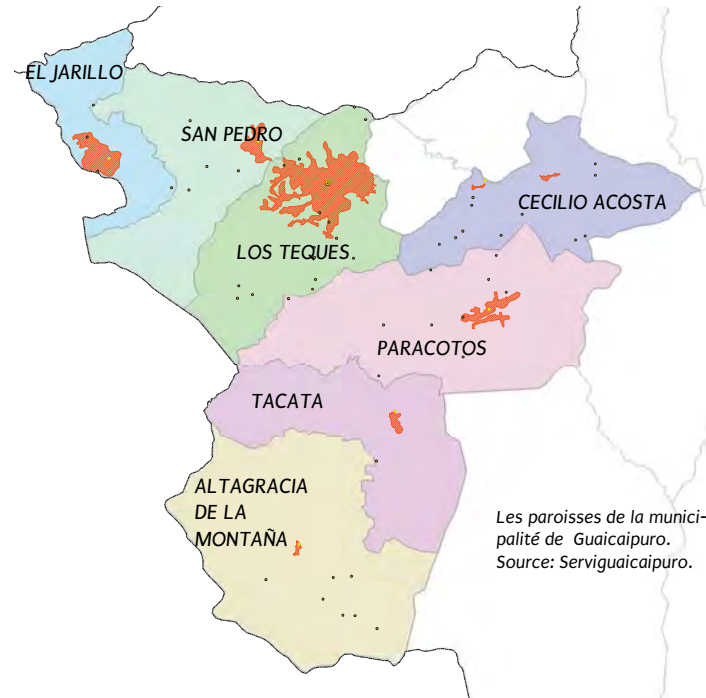 EL JARILLO
SAN PEDRO
CECILIO ACOSTA
LOS TEQUES
PARACOTOS
TACATA
ALTAGRACIA
DE LA
MONTAÑA
Les paroisses de la munici-
palité de Guaicaipuro.
Source: Serviguaicaipuro.